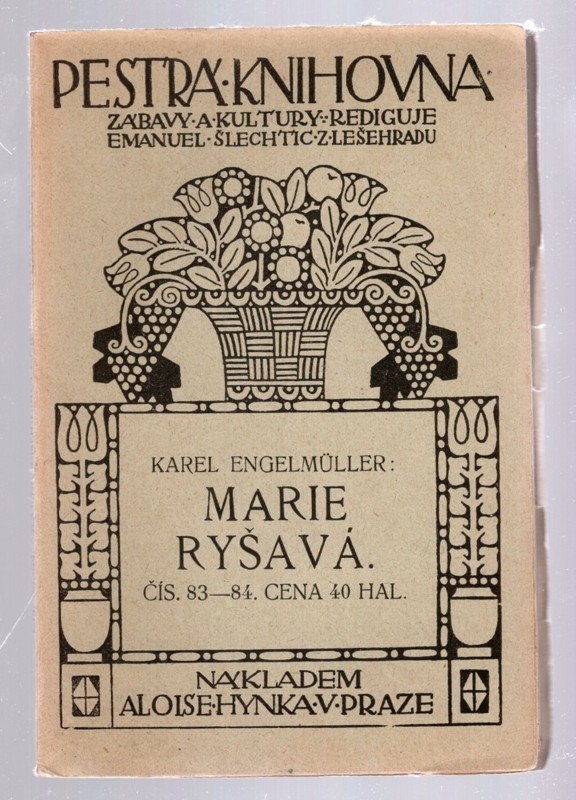 PESTRÁ·KNIHOVNA
ZÁBAVY·A·KULTURY:·REDIGUJE
EMANUEL·ŠLECHTIC·Z·LEŠEHRADU
KAREL ENGELMÜLLER:
MARIE
RYŠAVÁ.
ČÍS. 83—84. CENA 40 HAL.
NÁKLADEM
ALOISE·HYNKA·V·PRAZE